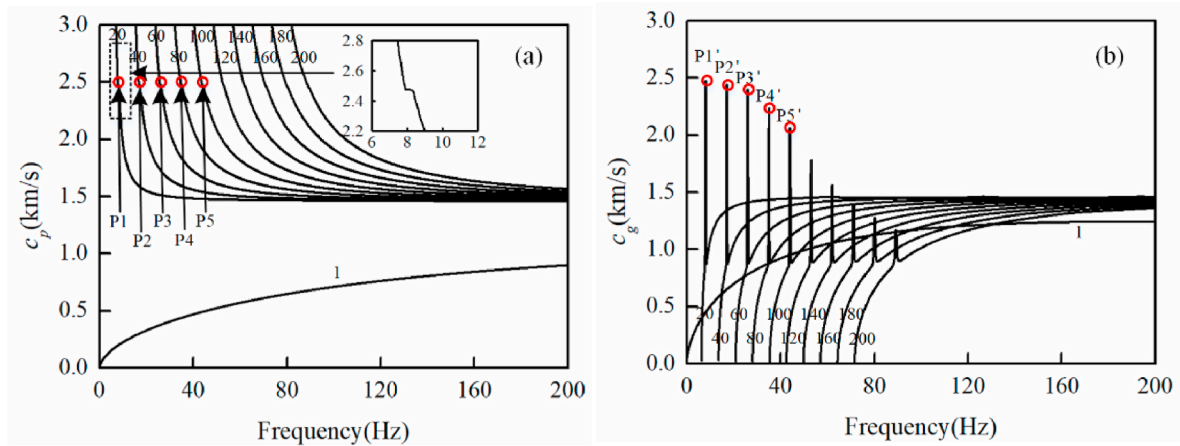 3.0
2.5
2.0
1.5
1.0
0.5
0.0
c_p(km/s)
20 60 100 140 180
40 80 120 160 200
(a)
2.8
2.6
2.4
2.2
6 8 10 12
P1
P2
P3
P4
P5
1
0 40 80 120 160 200
Frequency(Hz)
3.0
2.5
2.0
1.5
1.0
0.5
0.0
c_g(km/s)
(b)
P1'
P2'
P3'
P4'
P5'
1
20 60 100 140 180
40 80 120 160 200
0 40 80 120 160 200
Frequency(Hz)